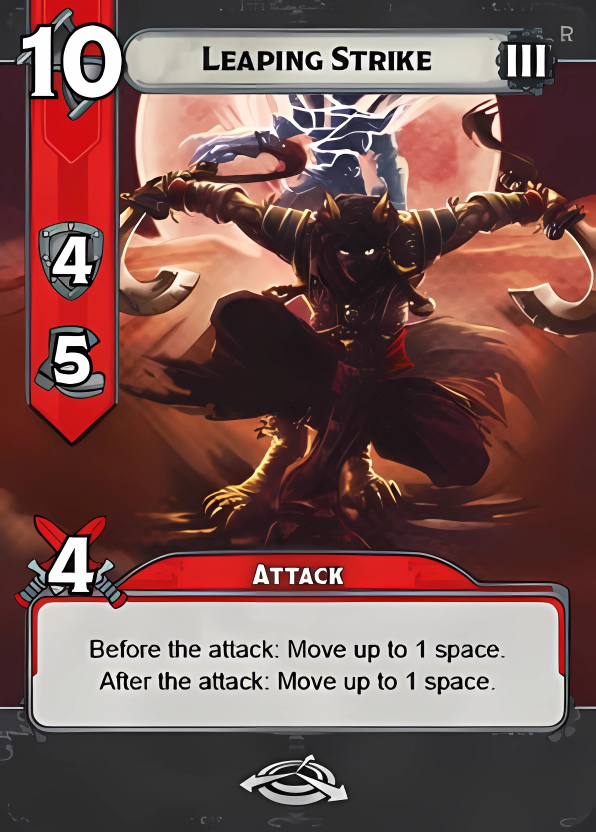 10
LEAPING STRIKE
III
R
4
5
4
ATTACK
Before the attack: Move up to 1 space.
After the attack: Move up to 1 space.